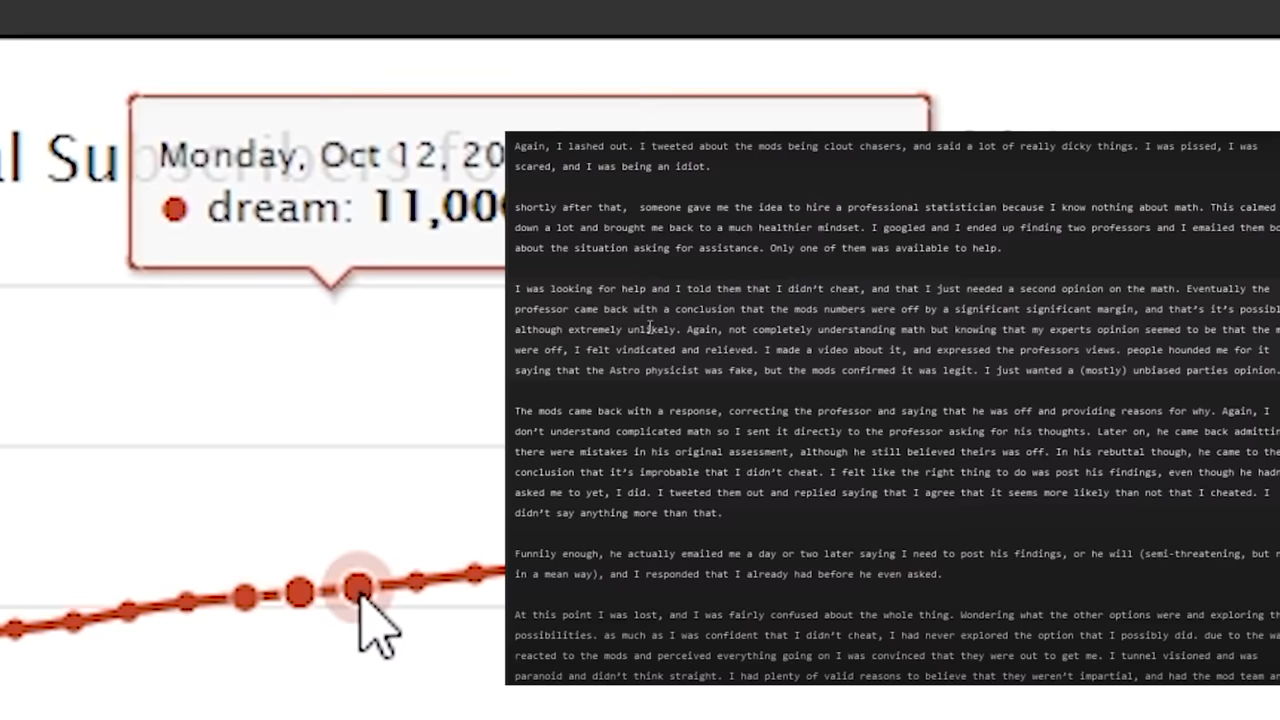 l Su
bscribers fo
Monday, Oct 12, 20
dream: 11,00
Again, I lashed out. I tweeted about the mods being clout chasers, and said a lot of really dicky things. I was pissed, I was
scared, and I was being an idiot.
shortly after that,  someone gave me the idea to hire a professional statistician because I know nothing about math. This calmed
down a lot and brought me back to a much healthier mindset. I googled and I ended up finding two professors and I emailed them bo
about the situation asking for assistance. Only one of them was available to help.
I was looking for help and I told them that I didn’t cheat, and that I just needed a second opinion on the math. Eventually the
professor came back with a conclusion that the mods numbers were off by a significant significant margin, and that’s it’s possibl
although extremely unlikely. Again, not completely understanding math but knowing that my experts opinion seemed to be that the m
were off, I felt vindicated and relieved. I made a video about it, and expressed the professors views. people hounded me for it
saying that the Astro physicist was fake, but the mods confirmed it was legit. I just wanted a (mostly) unbiased parties opinion.
The mods came back with a response, correcting the professor and saying that he was off and providing reasons for why. Again, I
don’t understand complicated math so I sent it directly to the professor asking for his thoughts. Later on, he came back admittin
there were mistakes in his original assessment, although he still believed theirs was off. In his rebuttal though, he came to the
conclusion that it’s improbable that I didn’t cheat. I felt like the right thing to do was post his findings, even though he hadn
asked me to yet, I did. I tweeted them out and replied saying that I agree that it seems more likely than not that I cheated. I
didn’t say anything more than that.
Funnily enough, he actually emailed me a day or two later saying I need to post his findings, or he will (semi-threatening, but n
in a mean way), and I responded that I already had before he even asked.
At this point I was lost, and I was fairly confused about the whole thing. Wondering what the other options were and exploring th
possibilities. as much as I was confident that I didn’t cheat, I had never explored the option that I possibly did. due to the wa
reacted to the mods and perceived everything going on I was convinced that they were out to get me. I tunnel visioned and was
paranoid and didn’t think straight. I had plenty of valid reasons to believe that they weren’t impartial, and had the mod team an